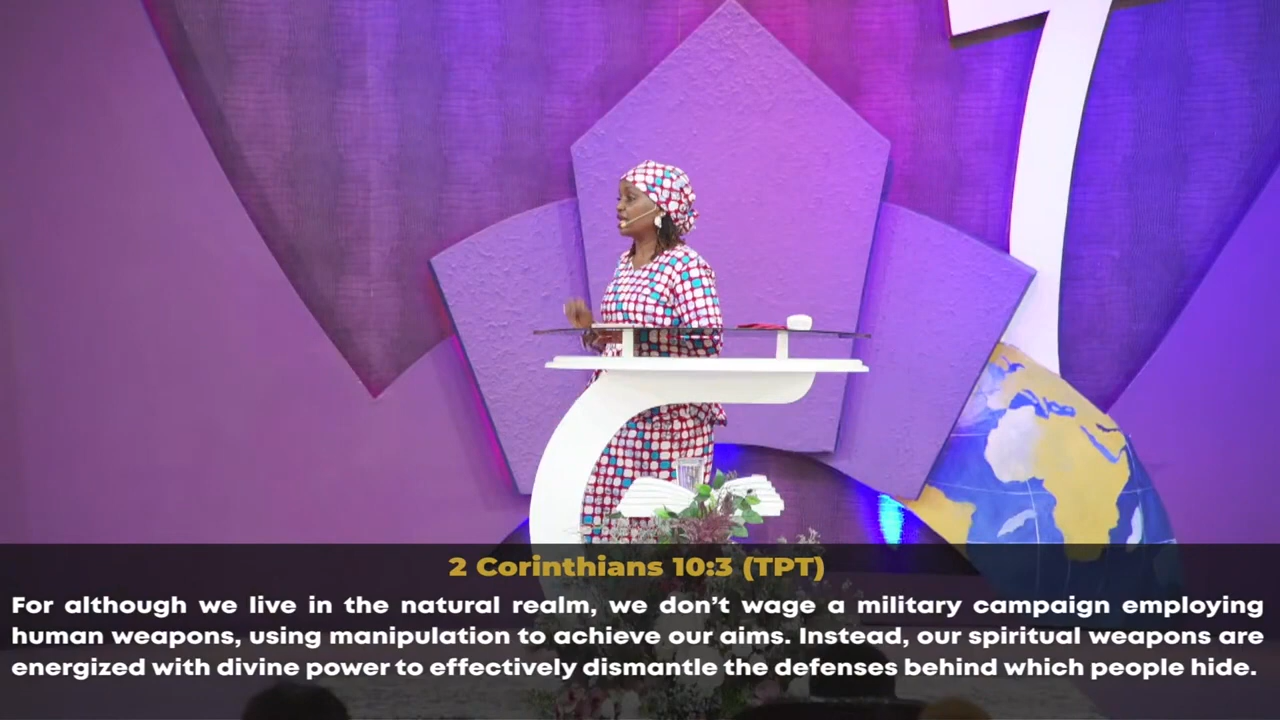 2 Corinthians 10:3 (TPT)
For although we live in the natural realm, we don’t wage a military campaign employing
human weapons, using manipulation to achieve our aims. Instead, our spiritual weapons are
energized with divine power to effectively dismantle the defenses behind which people hide.